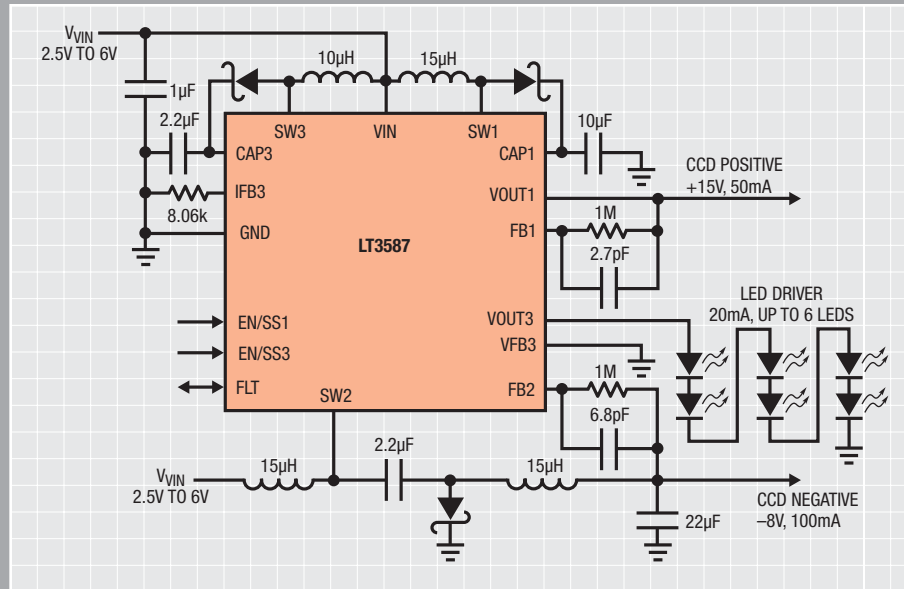 VVIN
2.5V TO 6V
1µF
10µH
15µH
2.2µF
SW3
VIN
SW1
10µF
CAP3
CAP1
CCD POSITIVE
+15V, 50mA
IFB3
VOUT1
8.06k
1M
GND
FB1
LT3587
2.7pF
LED DRIVER
20mA, UP TO 6 LEDS
EN/SS1
VOUT3
EN/SS3
VFB3
FLT
1M
SW2
FB2
6.8pF
VVIN
2.5V TO 6V
15µH
2.2µF
15µH
22µF
CCD NEGATIVE
–8V, 100mA